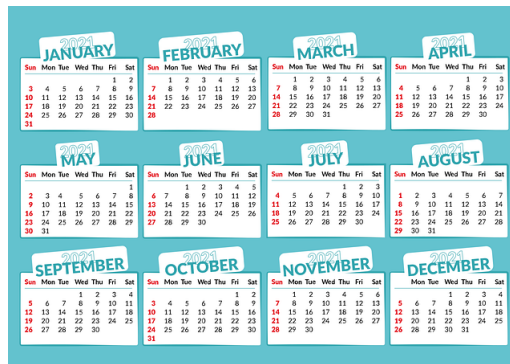 2021
JANUARY
Sun Mon Tue Wed Thu Fri Sat
1 2
3 4 5 6 7 8 9
10 11 12 13 14 15 16
17 18 19 20 21 22 23
24 25 26 27 28 29 30
31
2021
FEBRUARY
Sun Mon Tue Wed Thu Fri Sat
1 2 3 4 5 6
7 8 9 10 11 12 13
14 15 16 17 18 19 20
21 22 23 24 25 26 27
28
2021
MARCH
Sun Mon Tue Wed Thu Fri Sat
1 2 3 4 5 6
7 8 9 10 11 12 13
14 15 16 17 18 19 20
21 22 23 24 25 26 27
28 29 30 31
2021
APRIL
Sun Mon Tue Wed Thu Fri Sat
1 2 3
4 5 6 7 8 9 10
11 12 13 14 15 16 17
18 19 20 21 22 23 24
25 26 27 28 29 30
2021
MAY
Sun Mon Tue Wed Thu Fri Sat
1
2 3 4 5 6 7 8
9 10 11 12 13 14 15
16 17 18 19 20 21 22
23 24 25 26 27 28 29
30 31
2021
JUNE
Sun Mon Tue Wed Thu Fri Sat
1 2 3 4 5
6 7 8 9 10 11 12
13 14 15 16 17 18 19
20 21 22 23 24 25 26
27 28 29 30
2021
JULY
Sun Mon Tue Wed Thu Fri Sat
1 2 3
4 5 6 7 8 9 10
11 12 13 14 15 16 17
18 19 20 21 22 23 24
25 26 27 28 29 30 31
2021
AUGUST
Sun Mon Tue Wed Thu Fri Sat
1 2 3 4 5 6 7
8 9 10 11 12 13 14
15 16 17 18 19 20 21
22 23 24 25 26 27 28
29 30 31
2021
SEPTEMBER
Sun Mon Tue Wed Thu Fri Sat
1 2 3 4
5 6 7 8 9 10 11
12 13 14 15 16 17 18
19 20 21 22 23 24 25
26 27 28 29 30
2021
OCTOBER
Sun Mon Tue Wed Thu Fri Sat
1 2
3 4 5 6 7 8 9
10 11 12 13 14 15 16
17 18 19 20 21 22 23
24 25 26 27 28 29 30
31
2021
NOVEMBER
Sun Mon Tue Wed Thu Fri Sat
1 2 3 4 5 6
7 8 9 10 11 12 13
14 15 16 17 18 19 20
21 22 23 24 25 26 27
28 29 30
2021
DECEMBER
Sun Mon Tue Wed Thu Fri Sat
1 2 3 4
5 6 7 8 9 10 11
12 13 14 15 16 17 18
19 20 21 22 23 24 25
26 27 28 29 30 31